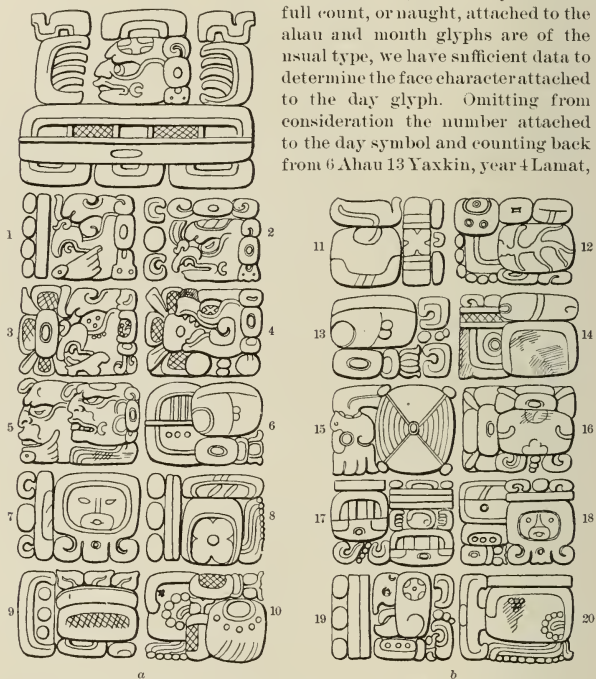 full count, or naught, attached to the
ahau and month glyphs are of the
usual type, we have sufficient data to
determine the face character attached
to the day glyph. Omitting from
consideration the number attached
to the day symbol and counting back
from 6 Ahau 13 Yaxkin, year 4 Lamat,
1 2
11 12
3 4
13 14
5 6
15 16
7 8
17 18
9 10
19 20
a b